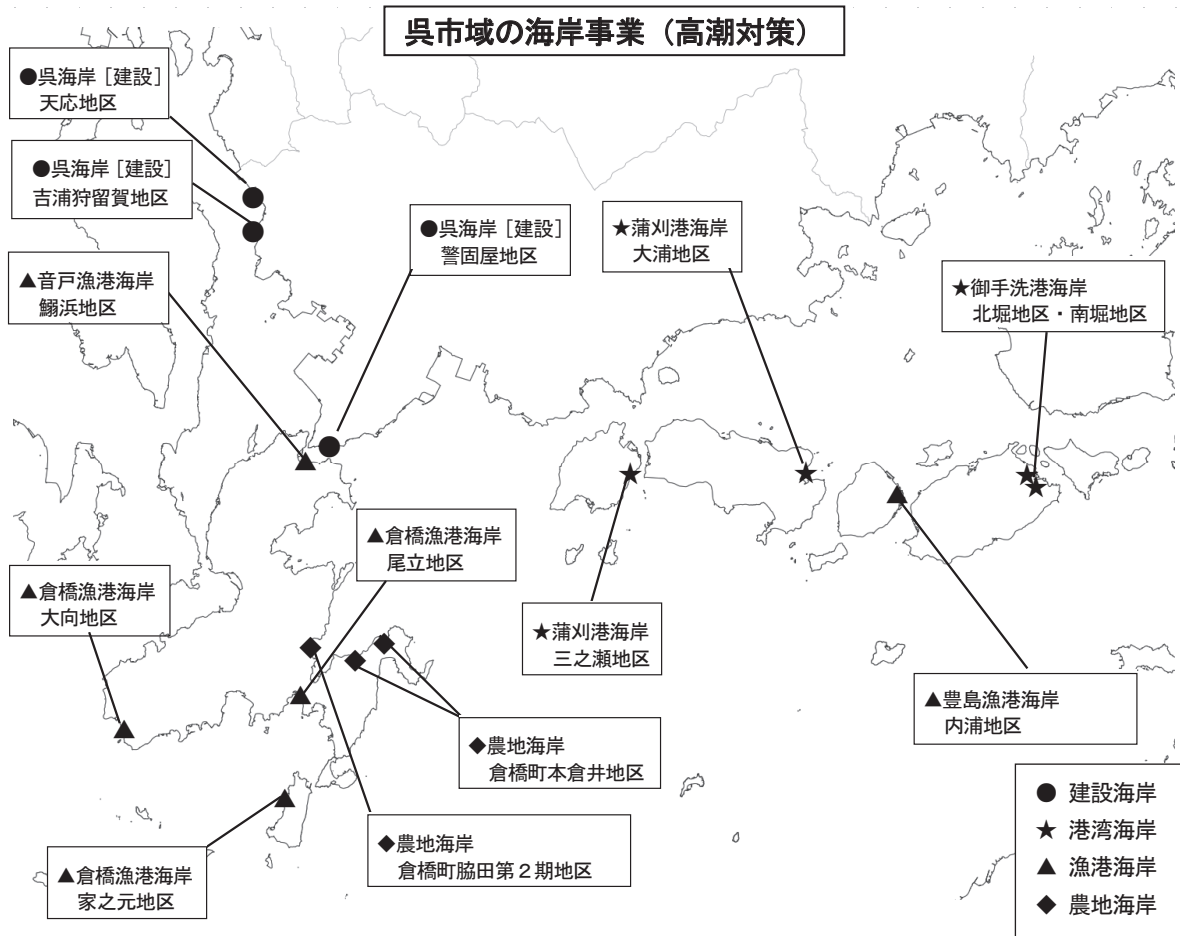 呉市域の海岸事業（高潮対策）
●呉海岸［建設］
天応地区
●呉海岸［建設］
吉浦狩留賀地区
▲音戸漁港海岸
鰯浜地区
●呉海岸［建設］
警固屋地区
★蒲刈港海岸
大浦地区
★御手洗港海岸
北堀地区・南堀地区
▲倉橋漁港海岸
尾立地区
▲倉橋漁港海岸
大向地区
★蒲刈港海岸
三之瀬地区
▲豊島漁港海岸
内浦地区
◆農地海岸
倉橋町本倉井地区
◆農地海岸
倉橋町脇田第２期地区
▲倉橋漁港海岸
家之元地区
● 建設海岸
★ 港湾海岸
▲ 漁港海岸
◆ 農地海岸